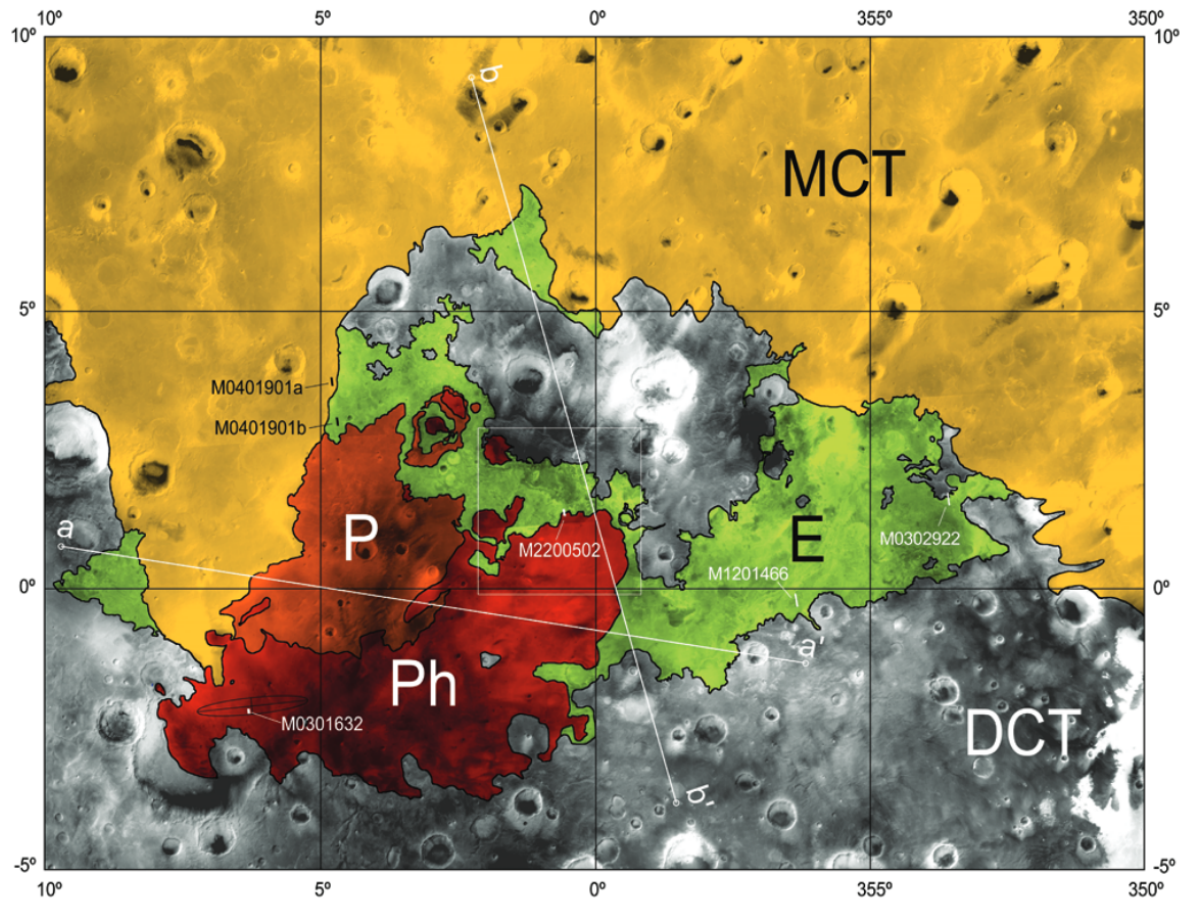 10º 5º 0º 355º 350º
10º 10º
b
MCT
5º 5º
M0401901a
M0401901b
P
a
M2200502
E
M0302922
M1201466
0º 0º
a'
Ph
M0301632
DCT
b'
-5º -5º
10º 5º 0º 355º 350º